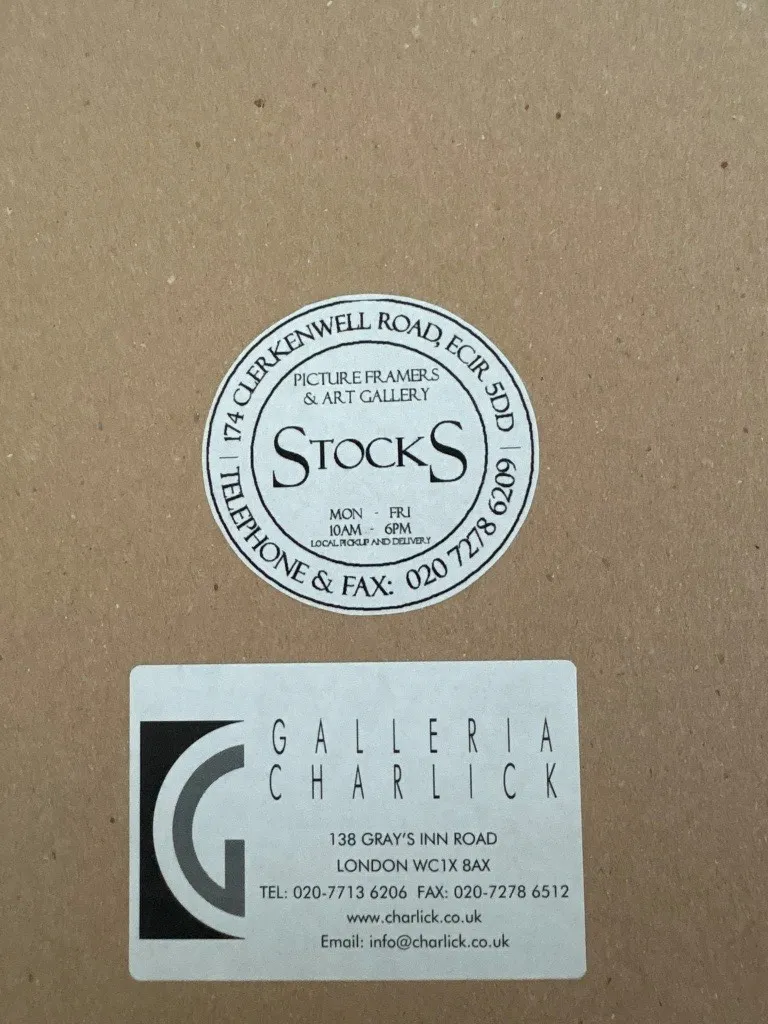 174 CLERKENWELL ROAD, EC1R 5DD
PICTURE FRAMERS
& ART GALLERY
STOCKS
MON - FRI
10AM - 6PM
LOCAL PICKUP AND DELIVERY
TELEPHONE & FAX: 020 7278 6209
GALLERIA
CHARLICK
138 GRAY'S INN ROAD
LONDON WC1X 8AX
TEL: 020-7713 6206 FAX: 020-7278 6512
www.charlick.co.uk
Email: info@charlick.co.uk